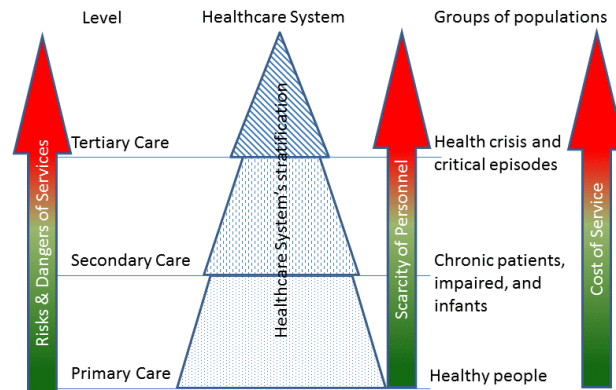 Level
Healthcare System
Groups of populations
Risks & Dangers of Services
Healthcare System's stratification
Scarcity of Personnel
Cost of Service
Tertiary Care
Health crisis and
critical episodes
Secondary Care
Chronic patients,
impaired, and
infants
Primary Care
Healthy people